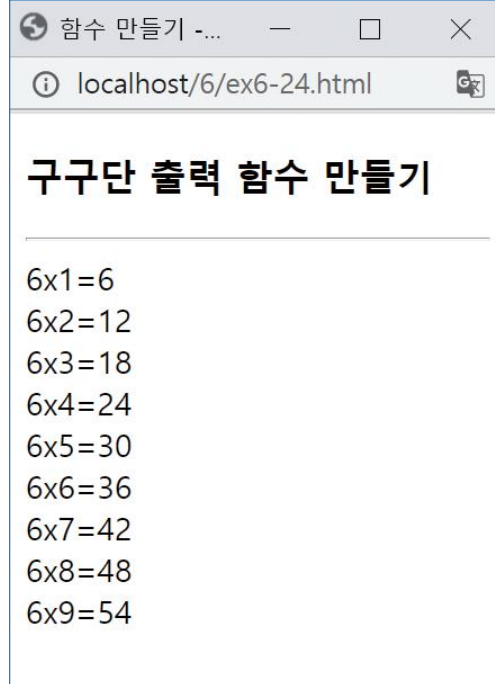 함수 만들기 -...
localhost/6/ex6-24.html
구구단 출력 함수 만들기
6x1=6
6x2=12
6x3=18
6x4=24
6x5=30
6x6=36
6x7=42
6x8=48
6x9=54